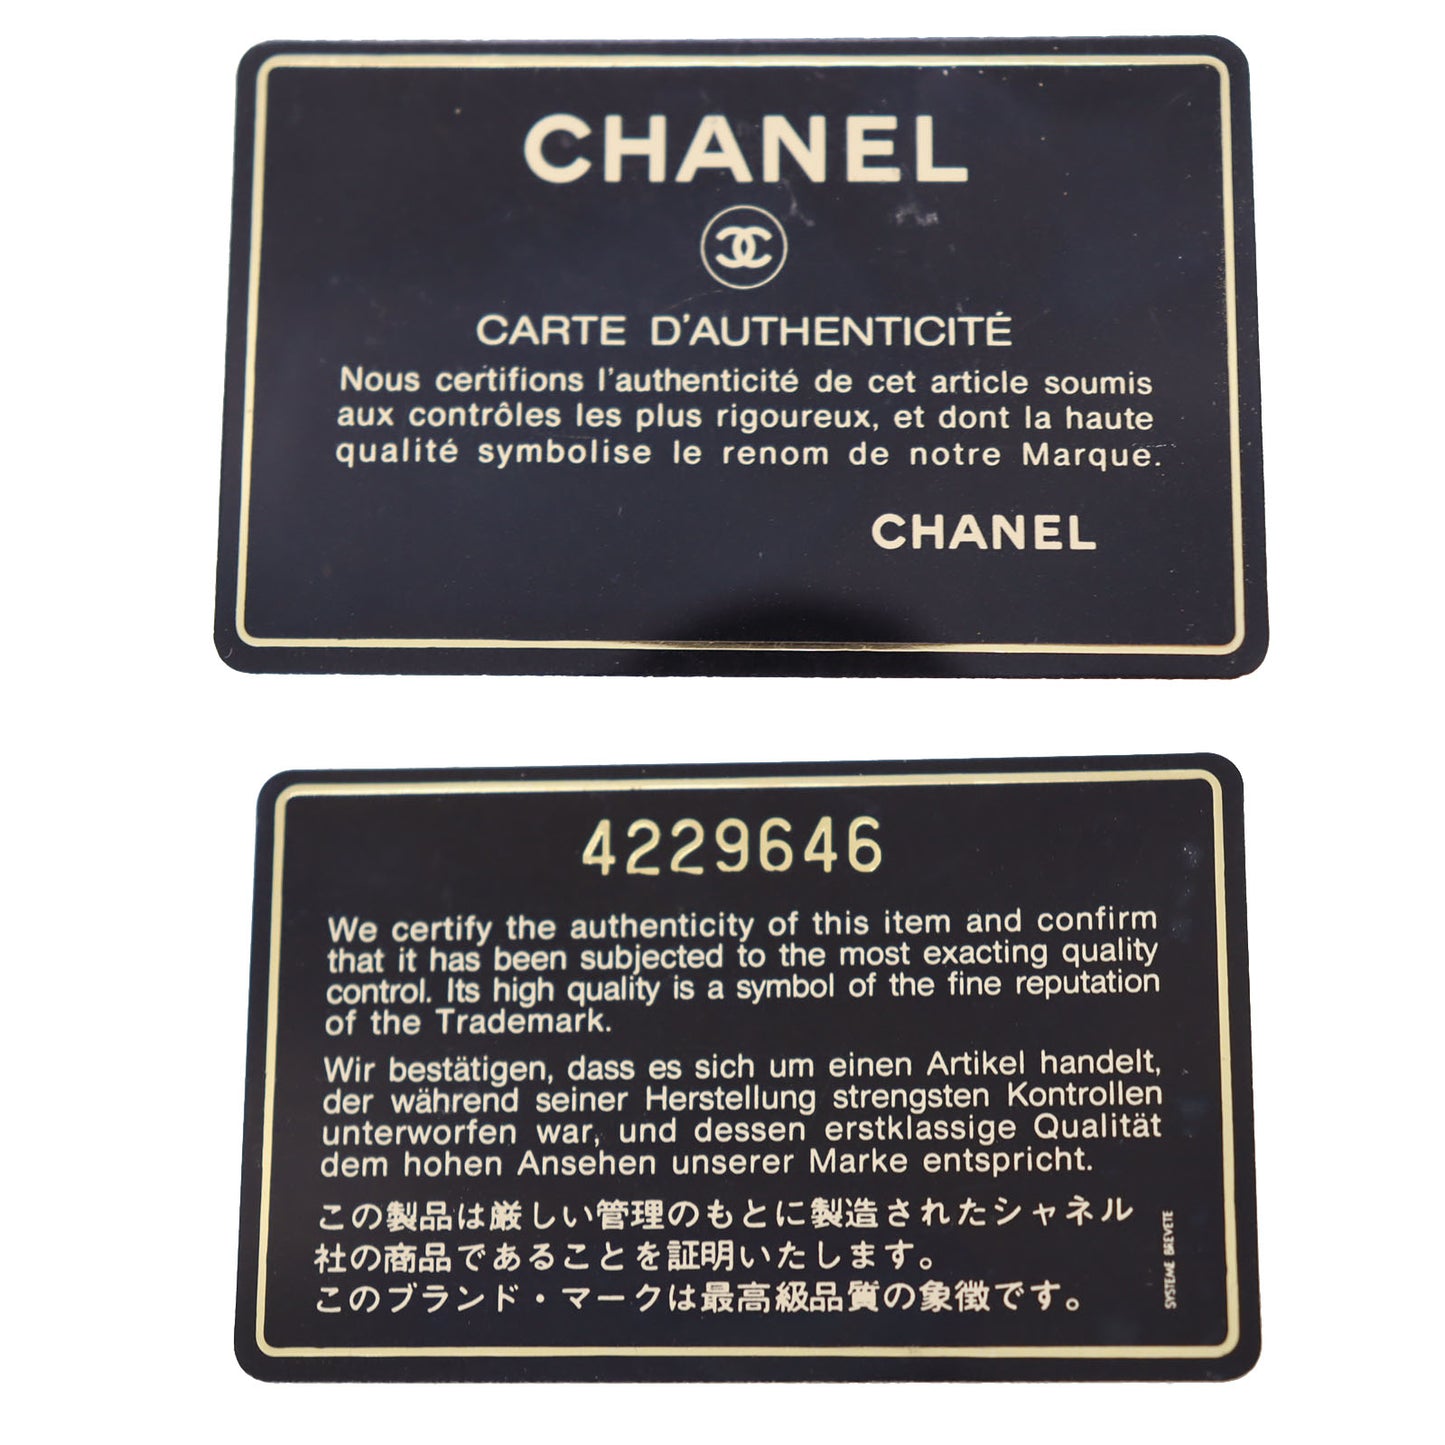 CHANEL
CARTE D'AUTHENTICITÉ
Nous certifions l'authenticité de cet article soumis
aux contrôles les plus rigoureux, et dont la haute
qualité symbolise le renom de notre Marque.
CHANEL
4229646
We certify the authenticity of this item and confirm
that it has been subjected to the most exacting quality
control. Its high quality is a symbol of the fine reputation
of the Trademark.
Wir bestätigen, dass es sich um einen Artikel handelt,
der während seiner Herstellung strengsten Kontrollen
unterworfen war, und dessen erstklassige Qualität
dem hohen Ansehen unserer Marke entspricht.
この製品は厳しい管理のもとに製造されたシャネル
社の商品であることを証明いたします。
このブランド・マークは最高級品質の象徴です。
SYSTEME BREVETE